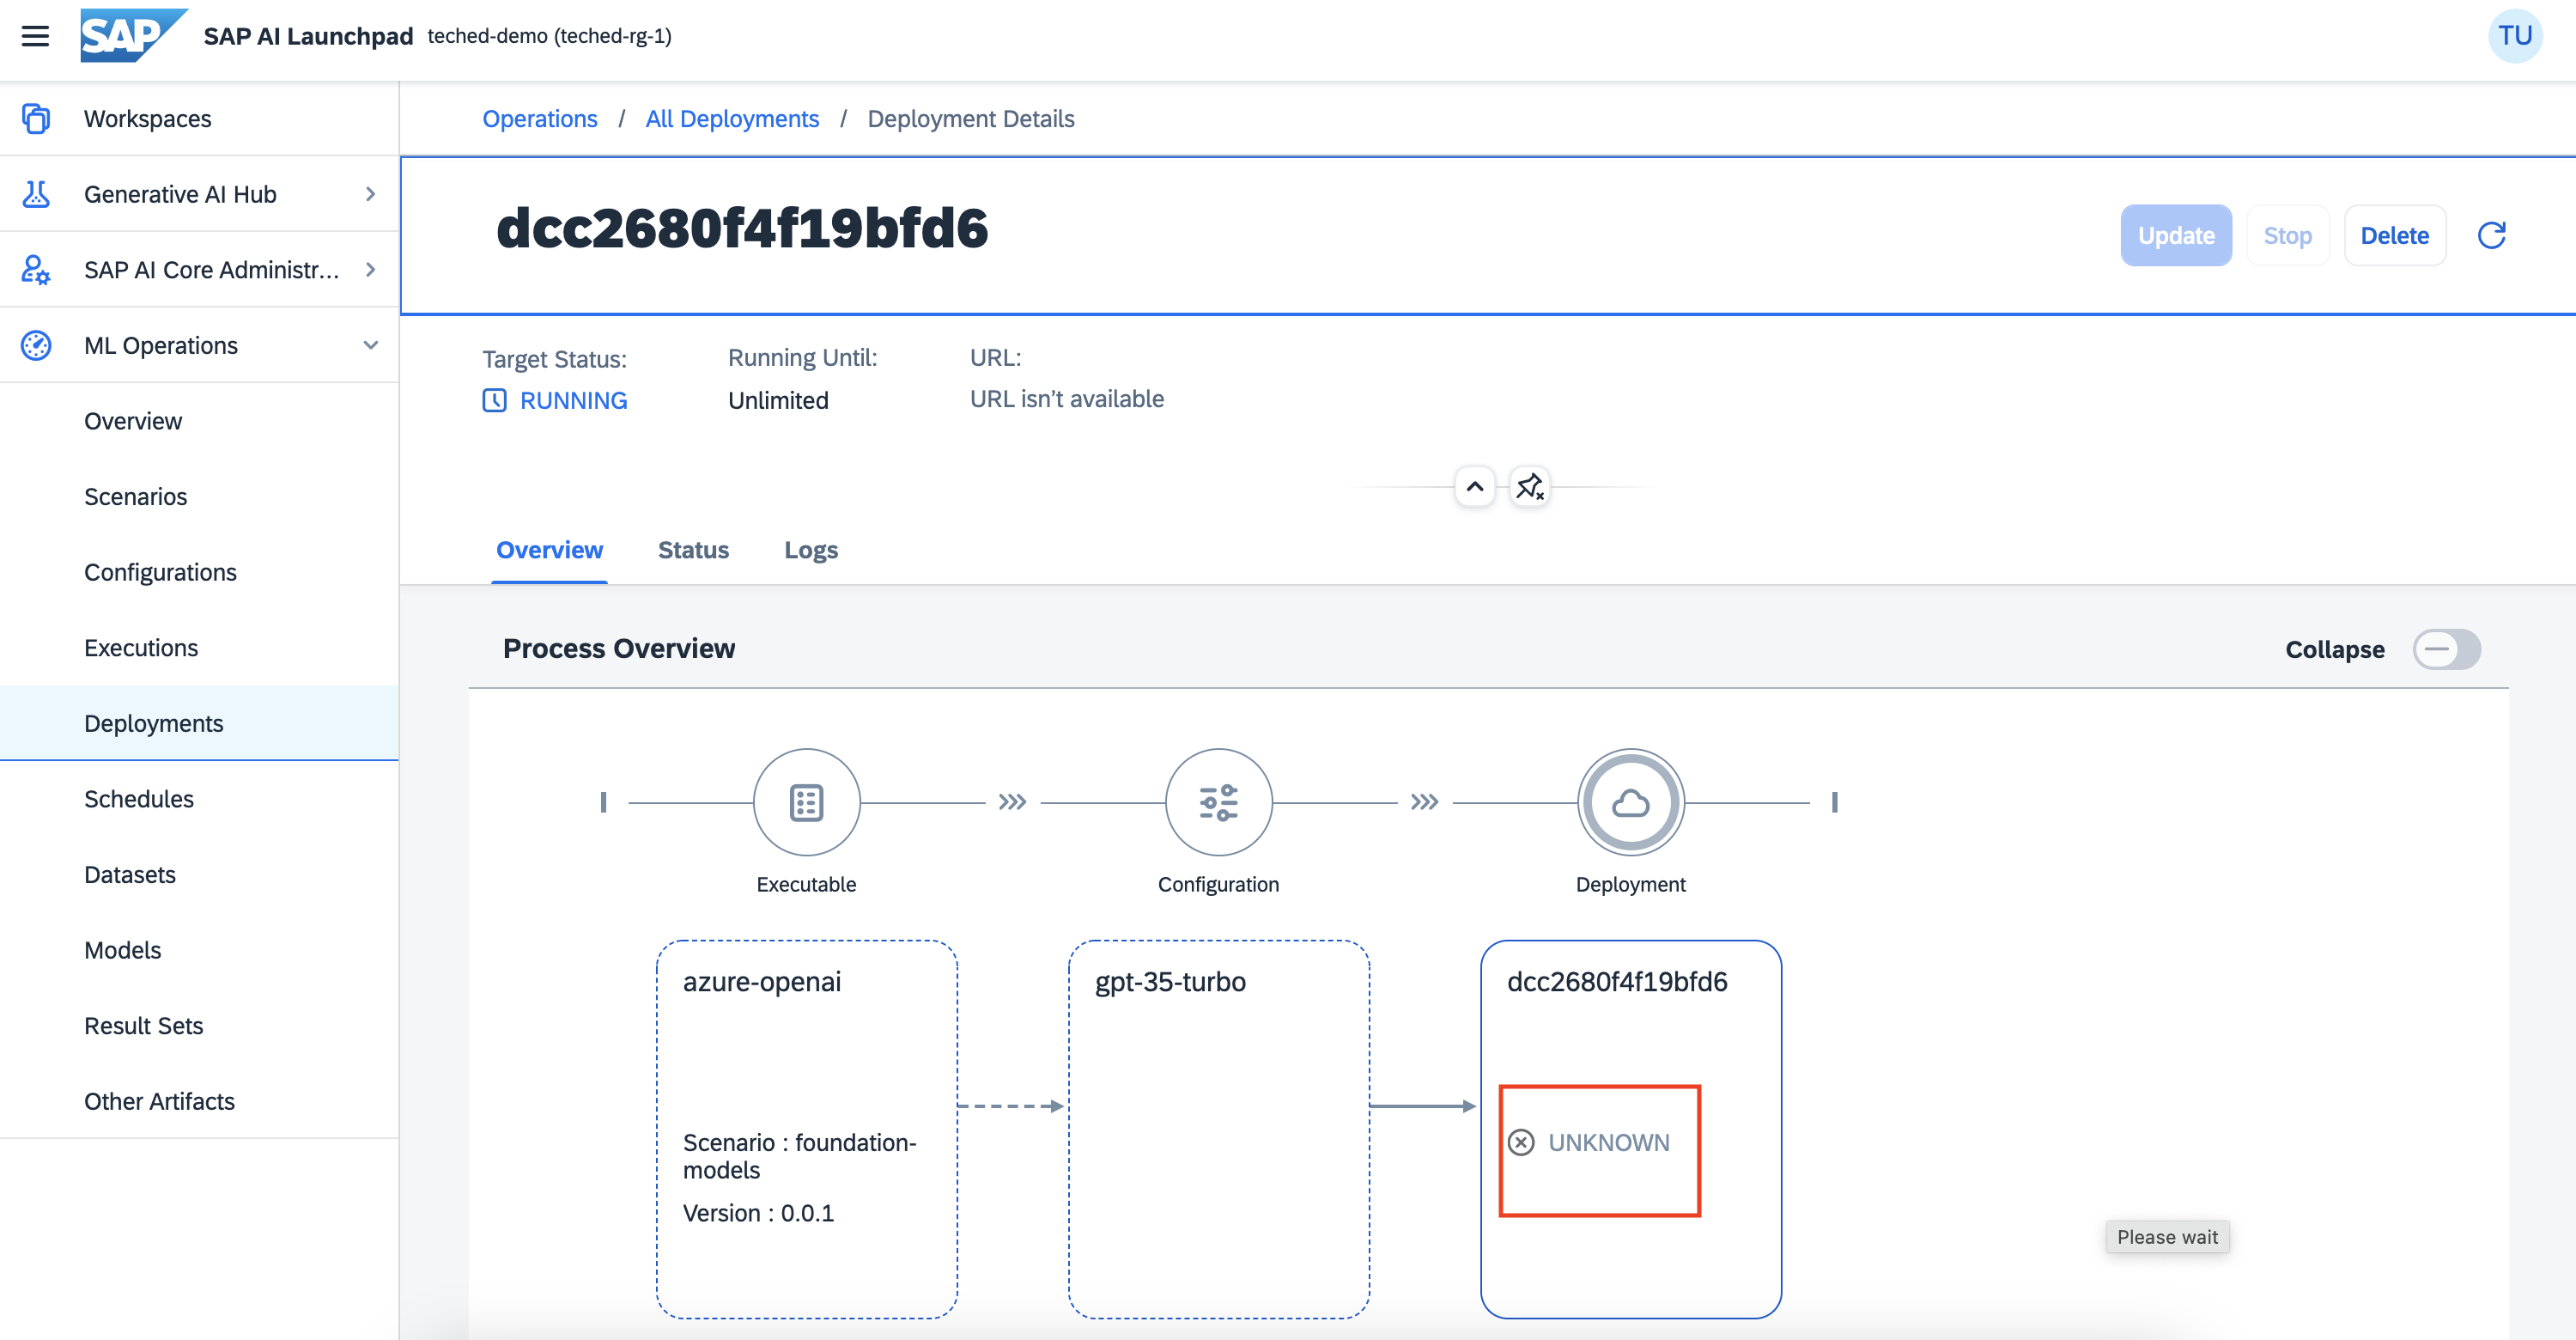 SAP SAP AI Launchpad teched-demo (teched-rg-1) TU
Workspaces
Generative AI Hub
SAP AI Core Administr...
ML Operations
Overview
Scenarios
Configurations
Executions
Deployments
Schedules
Datasets
Models
Result Sets
Other Artifacts
Operations / All Deployments / Deployment Details
dcc2680f4f19bfd6
Update Stop Delete
Target Status: Running Until: URL:
RUNNING Unlimited URL isn’t available
Overview Status Logs
Process Overview Collapse
Executable Configuration Deployment
azure-openai
Scenario : foundation-
models
Version : 0.0.1
gpt-35-turbo
dcc2680f4f19bfd6
UNKNOWN
Please wait